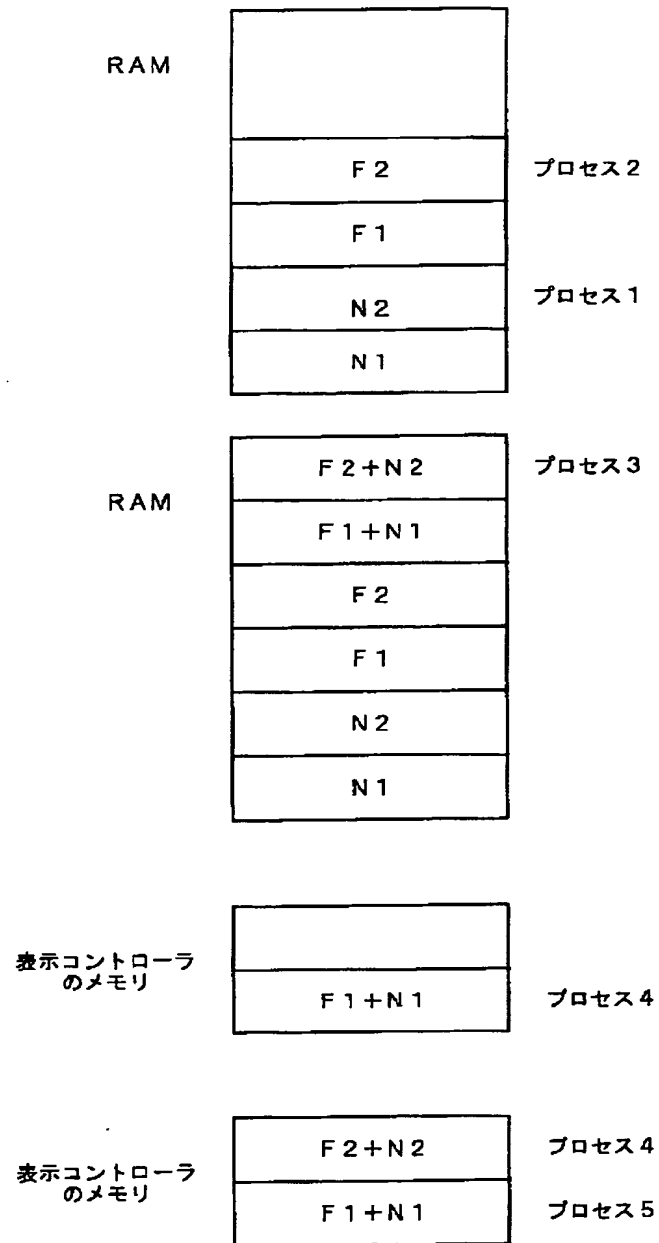 RAM
F2 プロセス2
F1
プロセス1
N2
N1
F2+N2 プロセス3
RAM
F1+N1
F2
F1
N2
N1
表示コントローラ
のメモリ
F1+N1 プロセス4
F2+N2 プロセス4
表示コントローラ
のメモリ
F1+N1 プロセス5